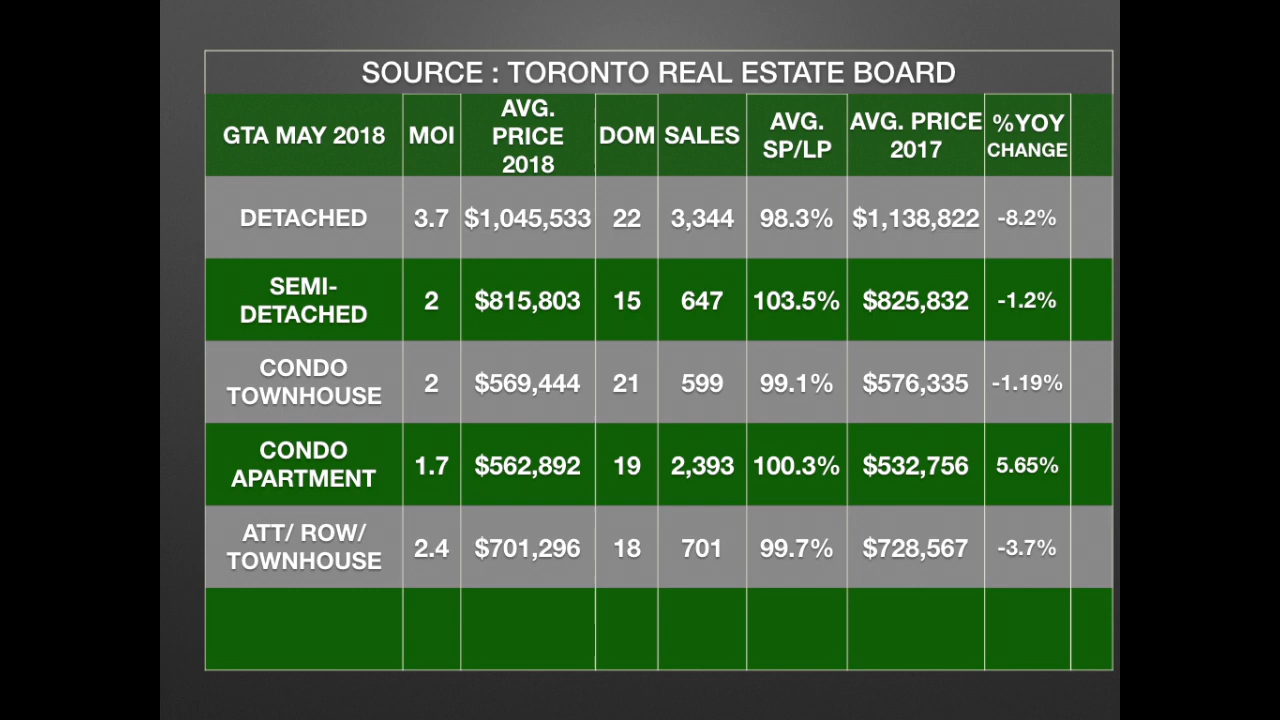 SOURCE : TORONTO REAL ESTATE BOARD
GTA MAY 2018 MOI AVG. PRICE 2018 DOM SALES AVG. SP/LP AVG. PRICE 2017 %YOY CHANGE
DETACHED 3.7 $1,045,533 22 3,344 98.3% $1,138,822 -8.2%
SEMI-DETACHED 2 $815,803 15 647 103.5% $825,832 -1.2%
CONDO TOWNHOUSE 2 $569,444 21 599 99.1% $576,335 -1.19%
CONDO APARTMENT 1.7 $562,892 19 2,393 100.3% $532,756 5.65%
ATT/ ROW/ TOWNHOUSE 2.4 $701,296 18 701 99.7% $728,567 -3.7%